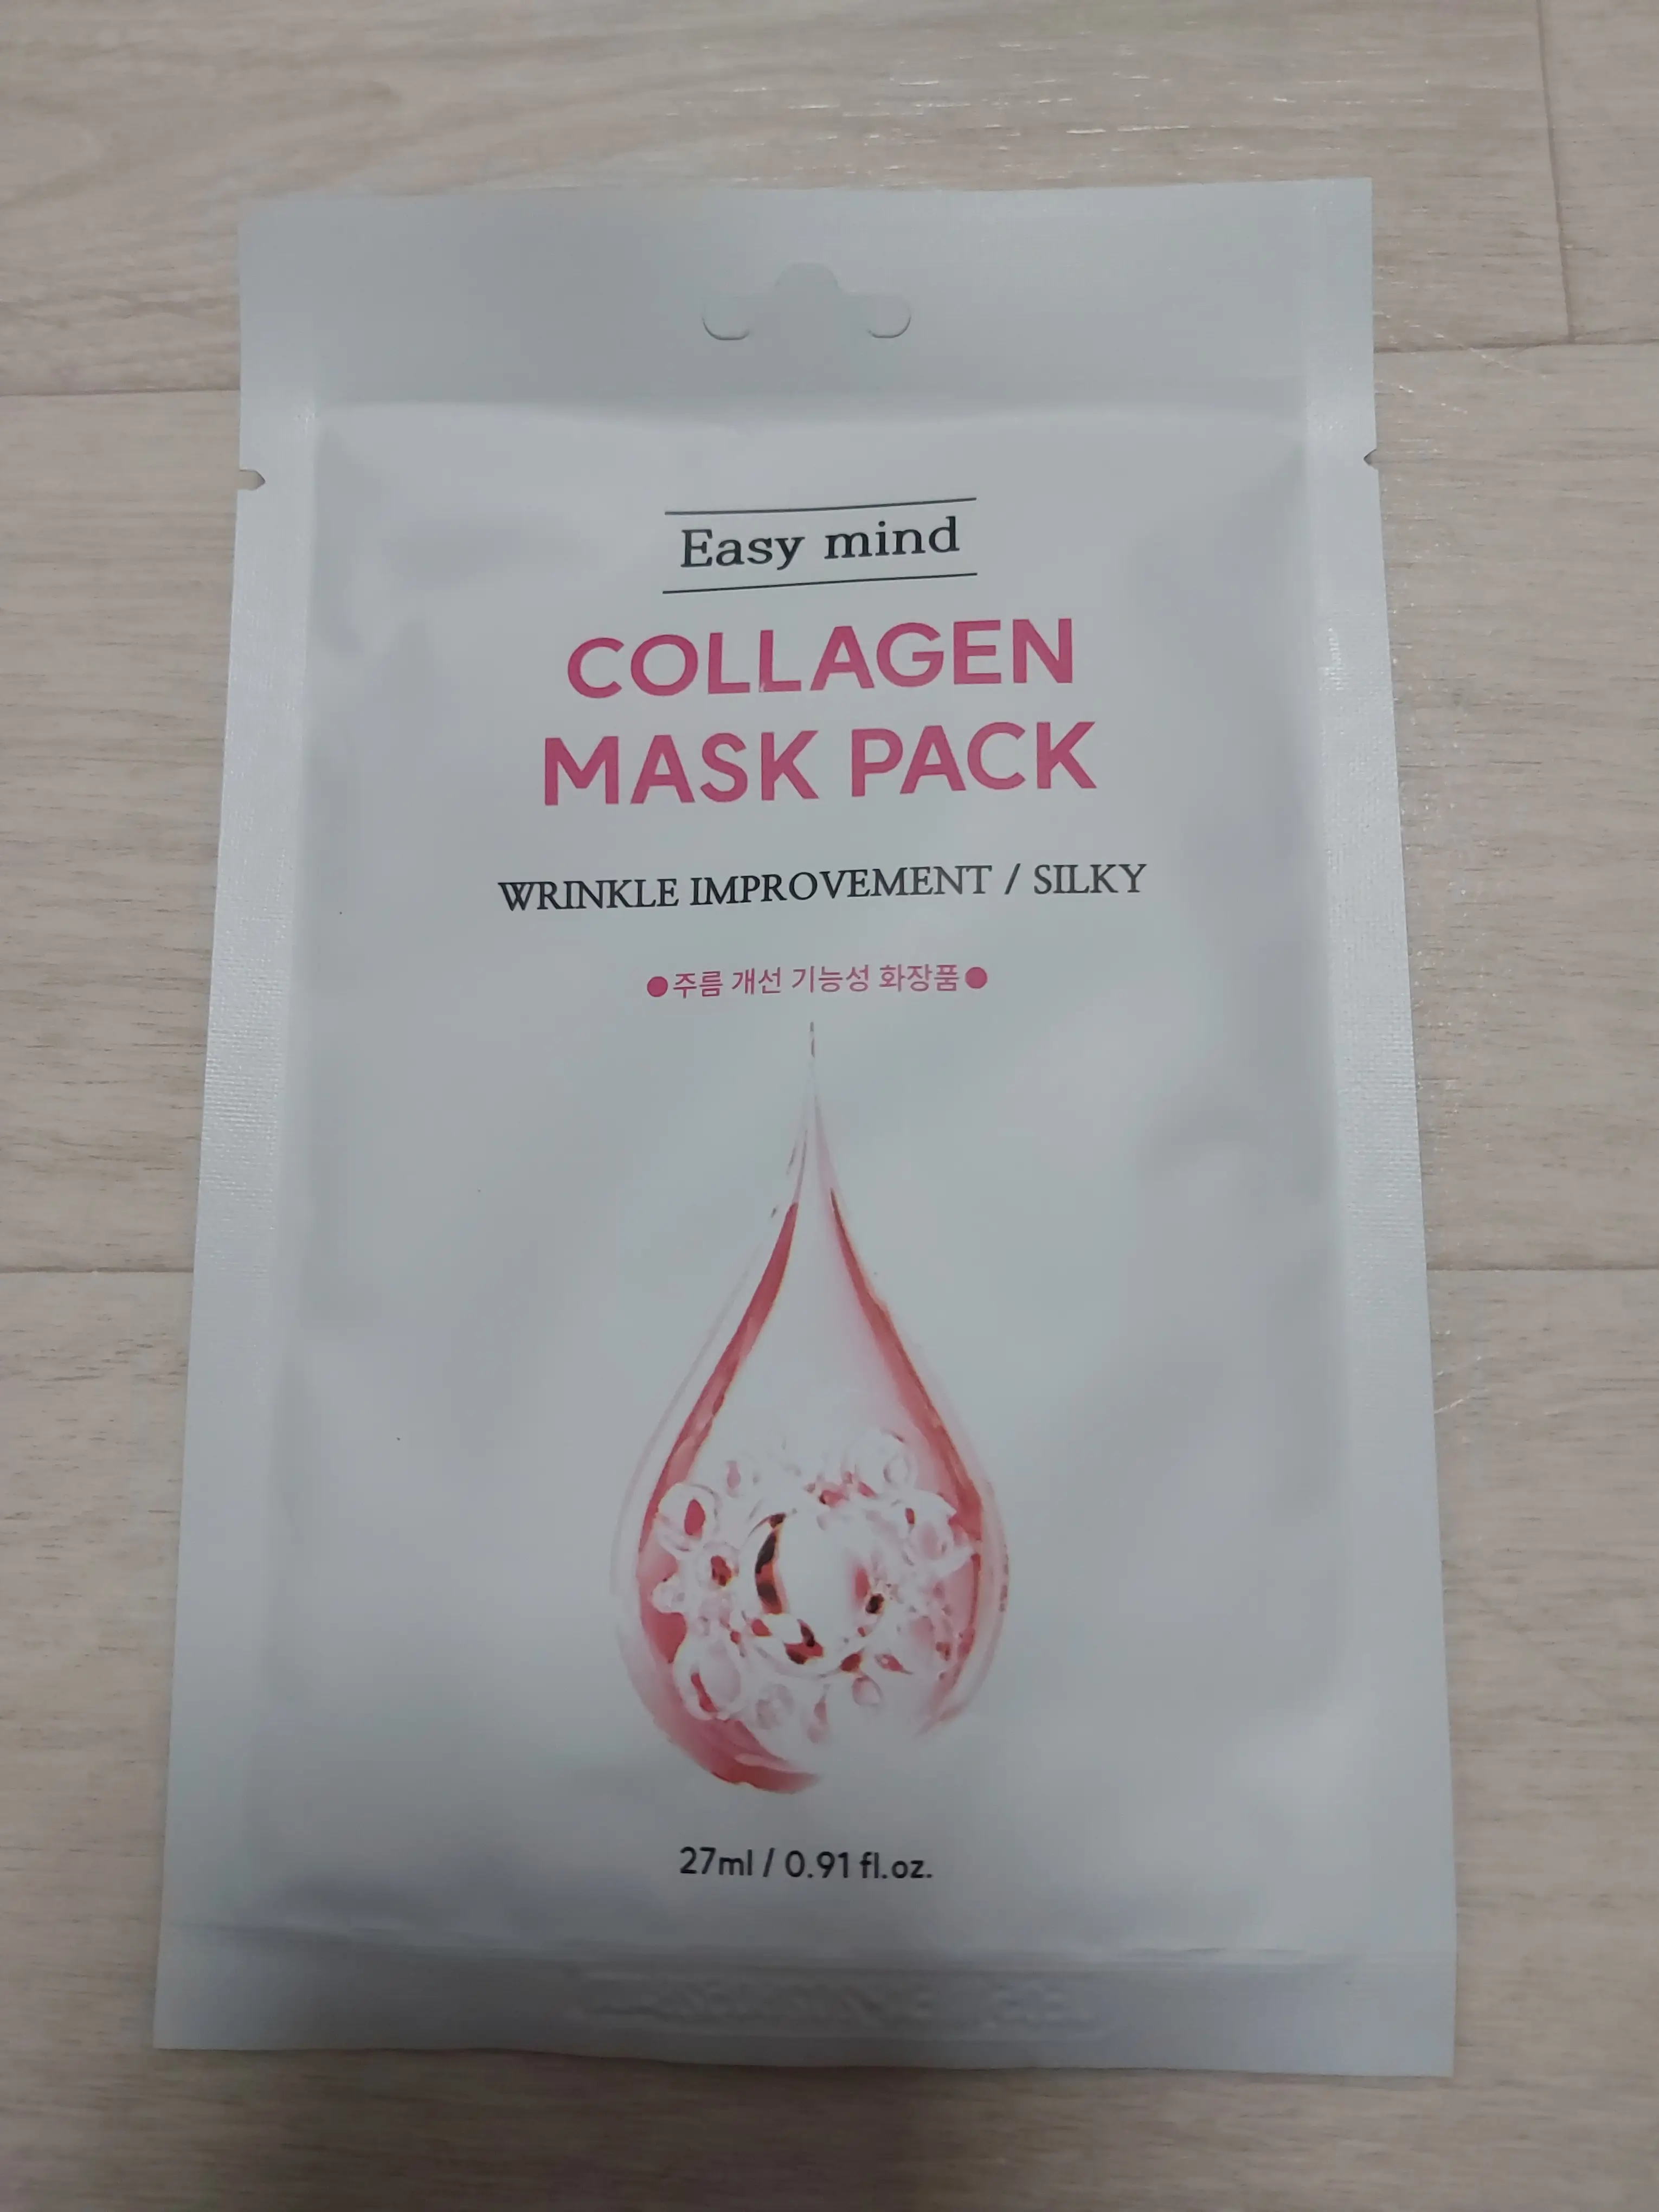 Easy mind
COLLAGEN
MASK PACK
WRINKLE IMPROVEMENT / SILKY
●주름 개선 기능성 화장품●
27ml / 0.91 fl.oz.